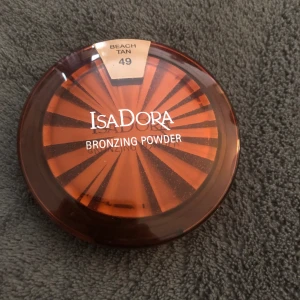 BEACH
TAN
49
ISADORA
BRONZING POWDER